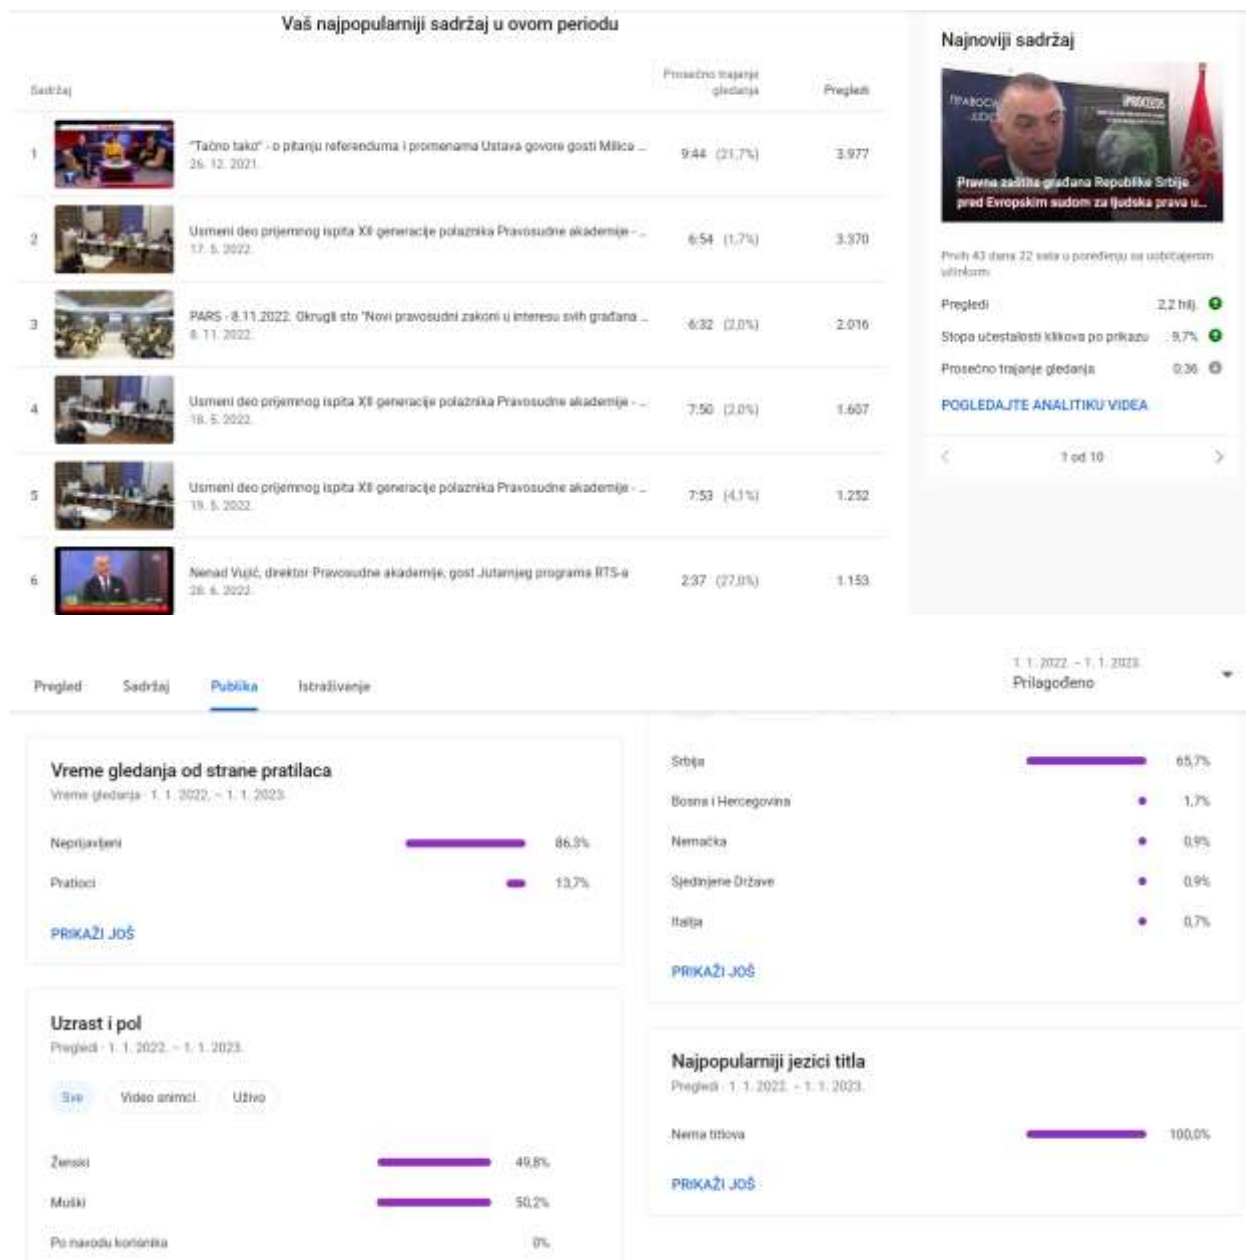 Vaš najpopularniji sadržaj u ovom periodu
Sadržaj
Prosečno trajanje
gledanja
Pregledi
1
"Tačno tako" - o pitanju referenduma i promenama Ustava govore gosti Milica ...
26. 12. 2021.
9:44 (21,7%)
3.977
2
Usmeni deo prijemnog ispita XII generacije polaznika Pravosudne akademije - ...
17. 5. 2022.
6:54 (1,7%)
3.370
3
PARS - 8.11.2022. Okrugli sto "Novi pravosudni zakoni u interesu svih građana ...
8. 11. 2022.
6:32 (2,0%)
2.016
4
Usmeni deo prijemnog ispita XII generacije polaznika Pravosudne akademije - ...
18. 5. 2022.
7:50 (2,0%)
1.607
5
Usmeni deo prijemnog ispita XII generacije polaznika Pravosudne akademije - ...
19. 5. 2022.
7:53 (4,1%)
1.252
6
Nenad Vujić, direktor Pravosudne akademije, gost Jutarnjeg programa RTS-a
28. 6. 2022.
2:37 (27,0%)
1.153
Najnoviji sadržaj
iPROCEEDS
Pravna zaštita građana Republike Srbije
pred Evropskim sudom za ljudska prava u...
Prvih 43 dana 22 sata u poređenju sa uobičajenim
učinkom:
Pregledi 2,2 hilj.
Stopa učestalosti klikova po prikazu 9,7%
Prosečno trajanje gledanja 0:36
POGLEDAJTE ANALITIKU VIDEA
1 od 10
Pregled Sadržaj Publika Istraživanje
1. 1. 2022. – 1. 1. 2023.
Prilagođeno
Vreme gledanja od strane pratilaca
Vreme gledanja · 1. 1. 2022. – 1. 1. 2023.
Neprijavljeni 86,3%
Pratioci 13,7%
PRIKAŽI JOŠ
Uzrast i pol
Pregledi · 1. 1. 2022. – 1. 1. 2023.
Sve Video snimci Uživo
Ženski 49,8%
Muški 50,2%
Po navodu korisnika 0%
Srbija 65,7%
Bosna i Hercegovina 1,7%
Nemačka 0,9%
Sjedinjene Države 0,9%
Italija 0,7%
PRIKAŽI JOŠ
Najpopularniji jezici titla
Pregledi · 1. 1. 2022. – 1. 1. 2023.
Nema titlova 100,0%
PRIKAŽI JOŠ